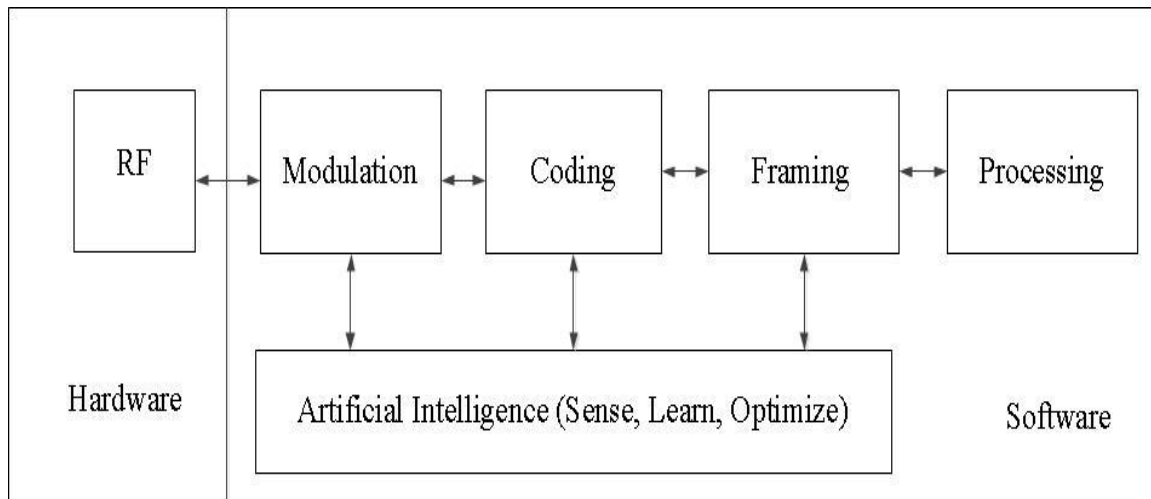 RF
Modulation
Coding
Framing
Processing
Hardware
Artificial Intelligence (Sense, Learn, Optimize)
Software